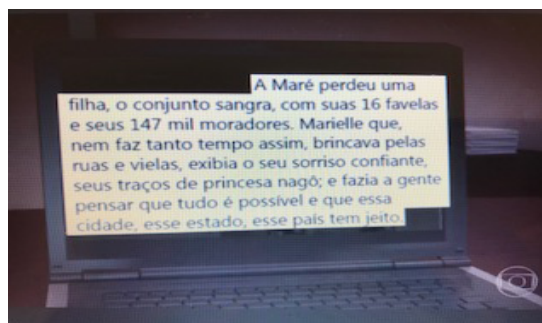 A Maré perdeu uma
filha, o conjunto sangra, com suas 16 favelas
e seus 147 mil moradores. Marielle que,
nem faz tanto tempo assim, brincava pelas
ruas e vielas, exibia o seu sorriso confiante,
seus traços de princesa nagô; e fazia a gente
pensar que tudo é possível e que essa
cidade, esse estado, esse país tem jeito.